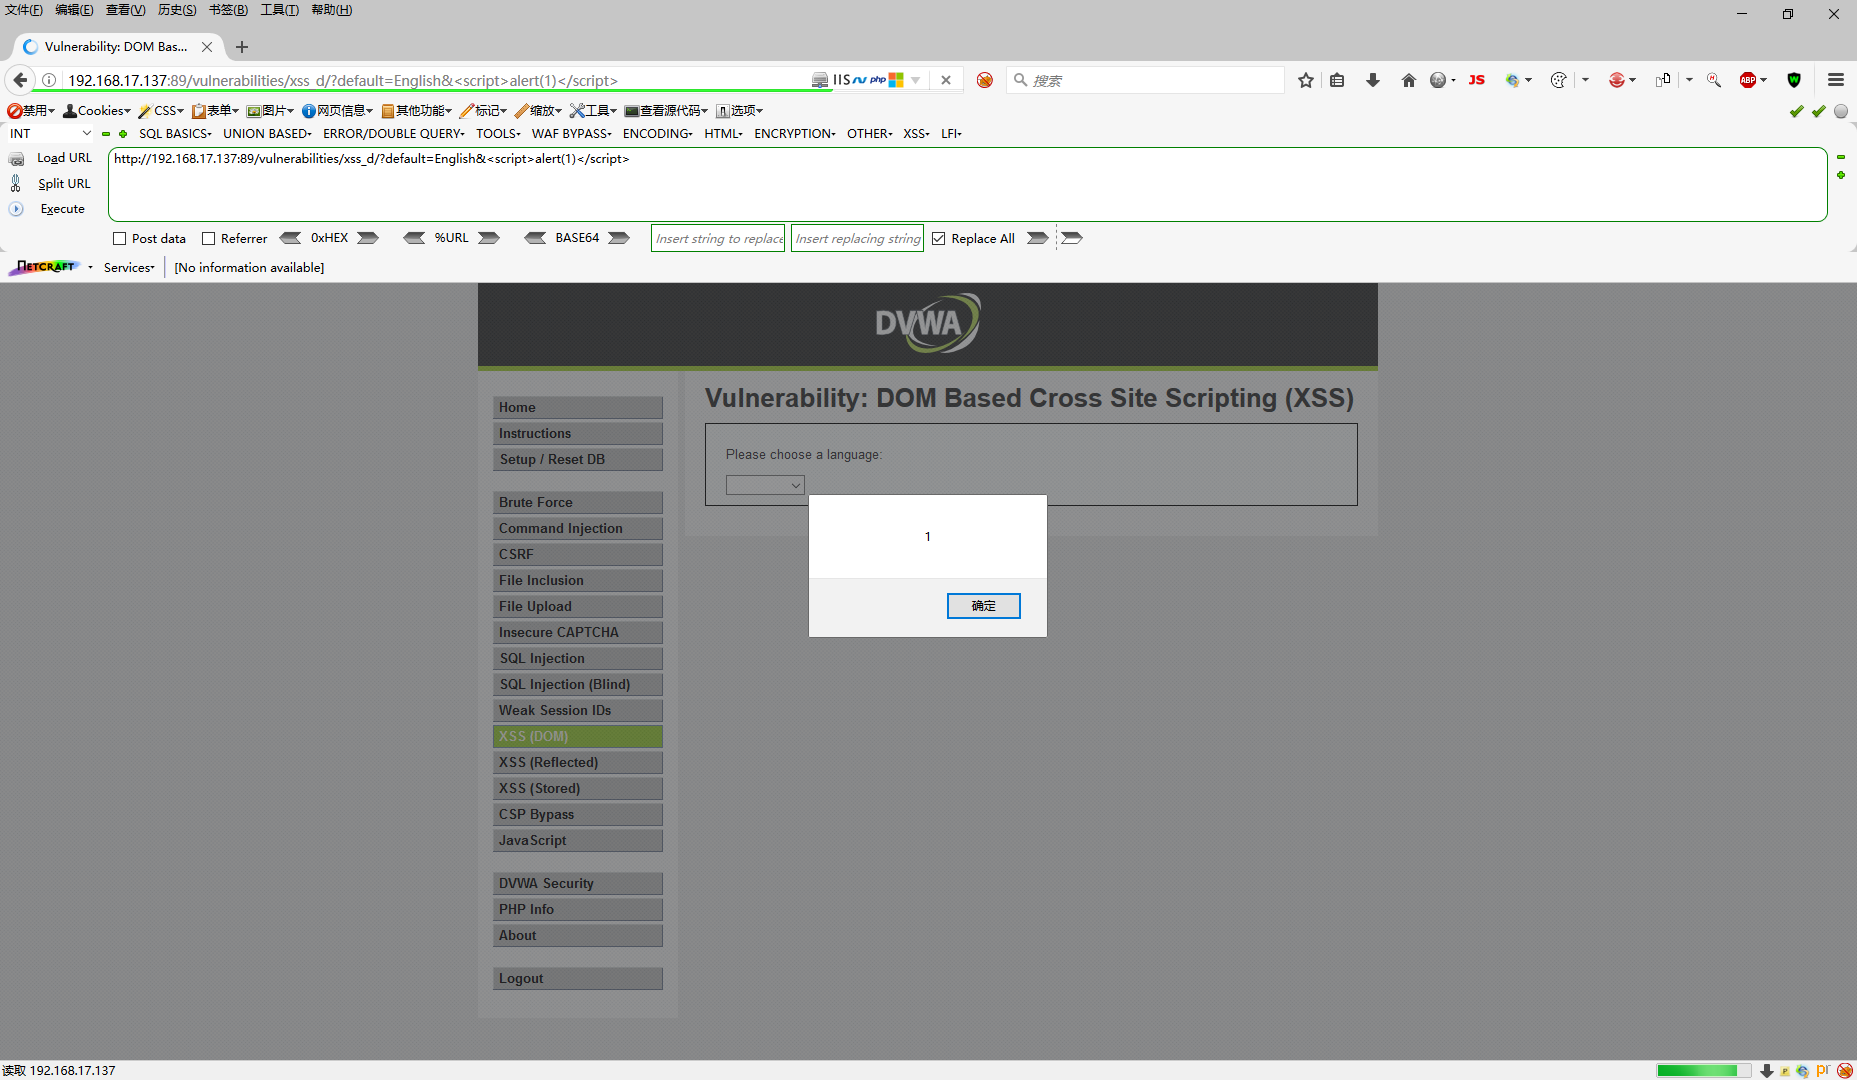 文件(F) 编辑(E) 查看(V) 历史(S) 书签(B) 工具(T) 帮助(H)
Vulnerability: DOM Bas...
192.168.17.137:89/vulnerabilities/xss_d/?default=English&<script>alert(1)</script> IIS php 搜索 JS ABP
禁用 Cookies CSS 表单 图片 网页信息 其他功能 标记 缩放 工具 查看源代码 选项
INT SQL BASICS UNION BASED ERROR/DOUBLE QUERY TOOLS WAF BYPASS ENCODING HTML ENCRYPTION OTHER XSS LFI
Load URL http://192.168.17.137:89/vulnerabilities/xss_d/?default=English&<script>alert(1)</script>
Split URL
Execute
Post data Referrer 0xHEX %URL BASE64 Insert string to replace Insert replacing string Replace All
NETCRAFT Services [No information available]
DVWA
Vulnerability: DOM Based Cross Site Scripting (XSS)
Please choose a language:
1
确定
Home
Instructions
Setup / Reset DB
Brute Force
Command Injection
CSRF
File Inclusion
File Upload
Insecure CAPTCHA
SQL Injection
SQL Injection (Blind)
Weak Session IDs
XSS (DOM)
XSS (Reflected)
XSS (Stored)
CSP Bypass
JavaScript
DVWA Security
PHP Info
About
Logout
读取 192.168.17.137
pr